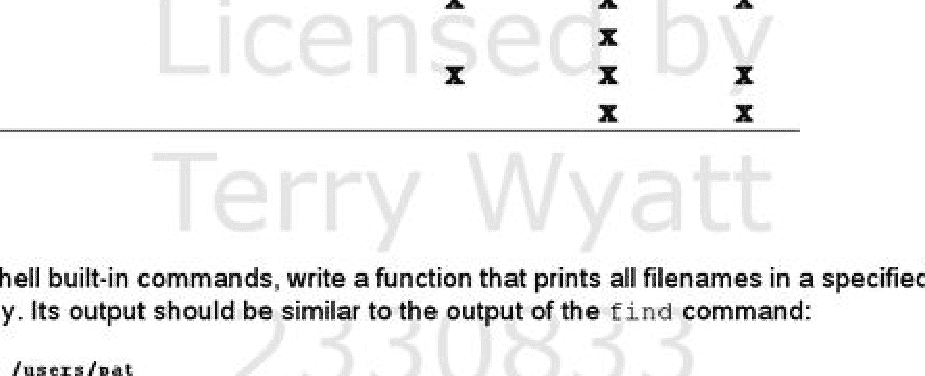 x x x
Licensed by
x
x x x
x x
Terry Wyatt
hell built-in commands, write a function that prints all filenames in a specified
y. Its output should be similar to the output of the find command:
2330833
/users/pat